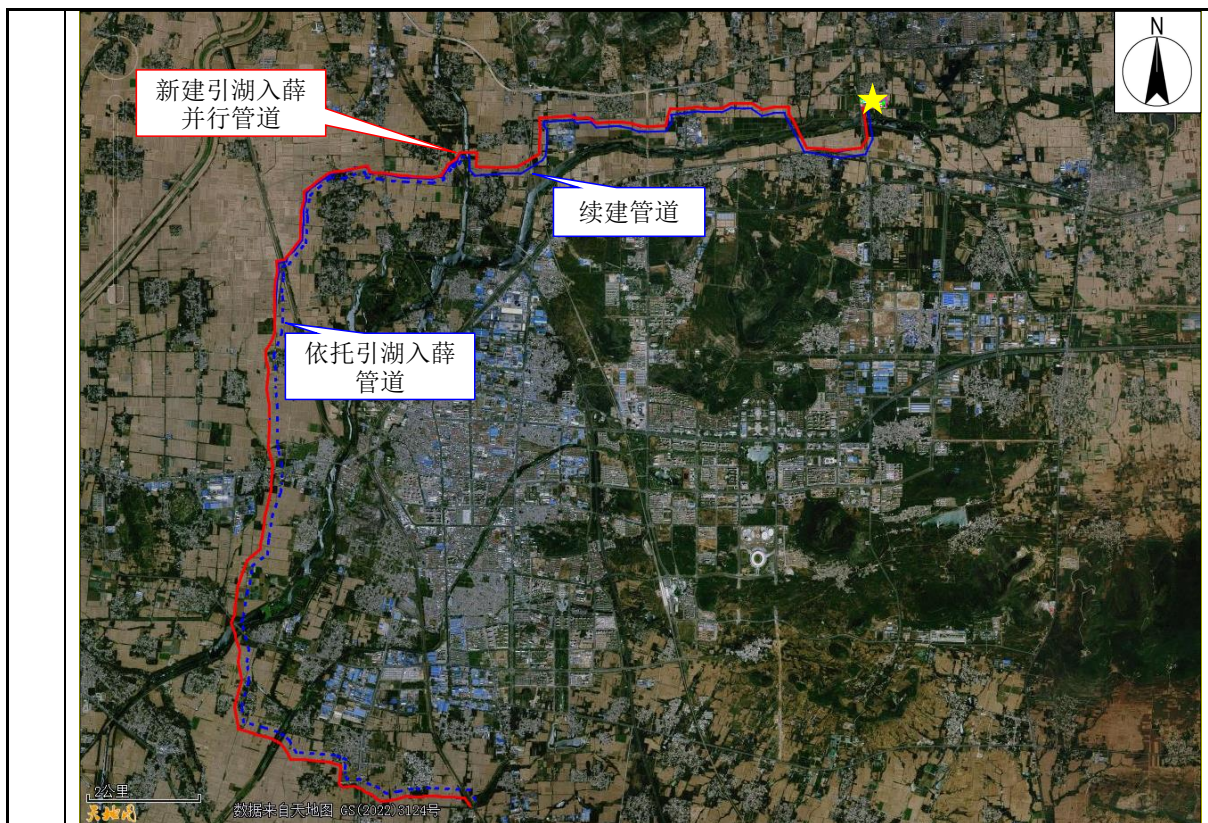 N
新建引湖入薛
并行管道
续建管道
依托引湖入薛
管道
2公里
天地图
数据来自天地图 GS(2022)3124号